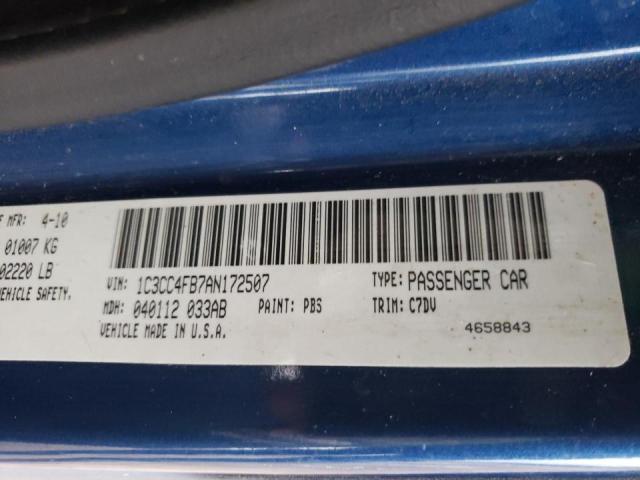 F MFR: 4-10
01007 KG
02220 LB
VEHICLE SAFETY.
VIN: 1C3CC4FB7AN172507
TYPE: PASSENGER CAR
MDH: 040112 033AB
PAINT: PBS
TRIM: C7DV
VEHICLE MADE IN U.S.A.
4658843